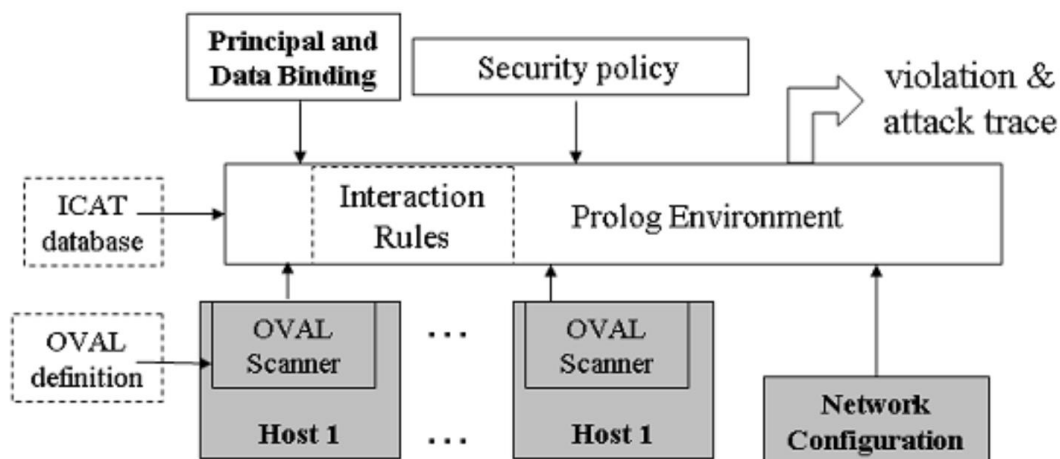 Principal and
Data Binding
Security policy
violation &
attack trace
ICAT
database
Interaction
Rules
Prolog Environment
OVAL
definition
OVAL
Scanner
Host 1
...
...
OVAL
Scanner
Host 1
Network
Configuration